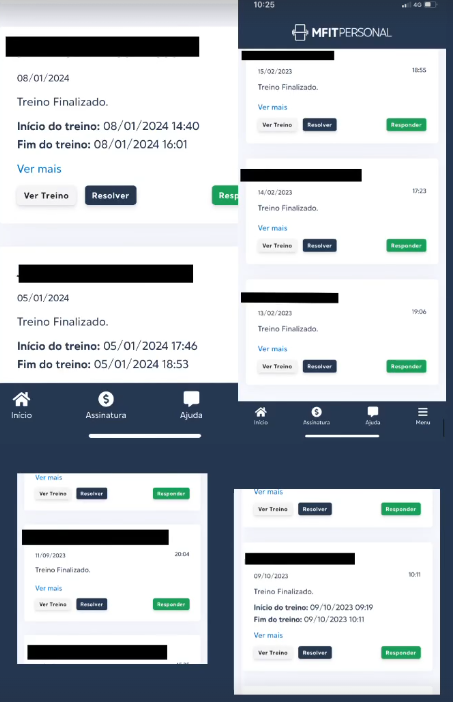 08/01/2024
Treino Finalizado.
Início do treino: 08/01/2024 14:40
Fim do treino: 08/01/2024 16:01
Ver mais
Ver Treino Resolver Resp
05/01/2024
Treino Finalizado.
Início do treino: 05/01/2024 17:46
Fim do treino: 05/01/2024 18:53
Início Assinatura Ajuda
10:25 4G
MFITPERSONAL
15/02/2023 18:55
Treino Finalizado.
Ver mais
Ver Treino Resolver Responder
14/02/2023 17:23
Treino Finalizado.
Ver mais
Ver Treino Resolver Responder
13/02/2023 19:06
Treino Finalizado.
Ver mais
Ver Treino Resolver Responder
Início Assinatura Ajuda Menu
Ver mais
Ver Treino Resolver Responder
11/09/2023 20:04
Treino Finalizado.
Ver mais
Ver Treino Resolver Responder
Ver mais
Ver Treino Resolver Responder
09/10/2023 10:11
Treino Finalizado.
Início do treino: 09/10/2023 09:19
Fim do treino: 09/10/2023 10:11
Ver mais
Ver Treino Resolver Responder